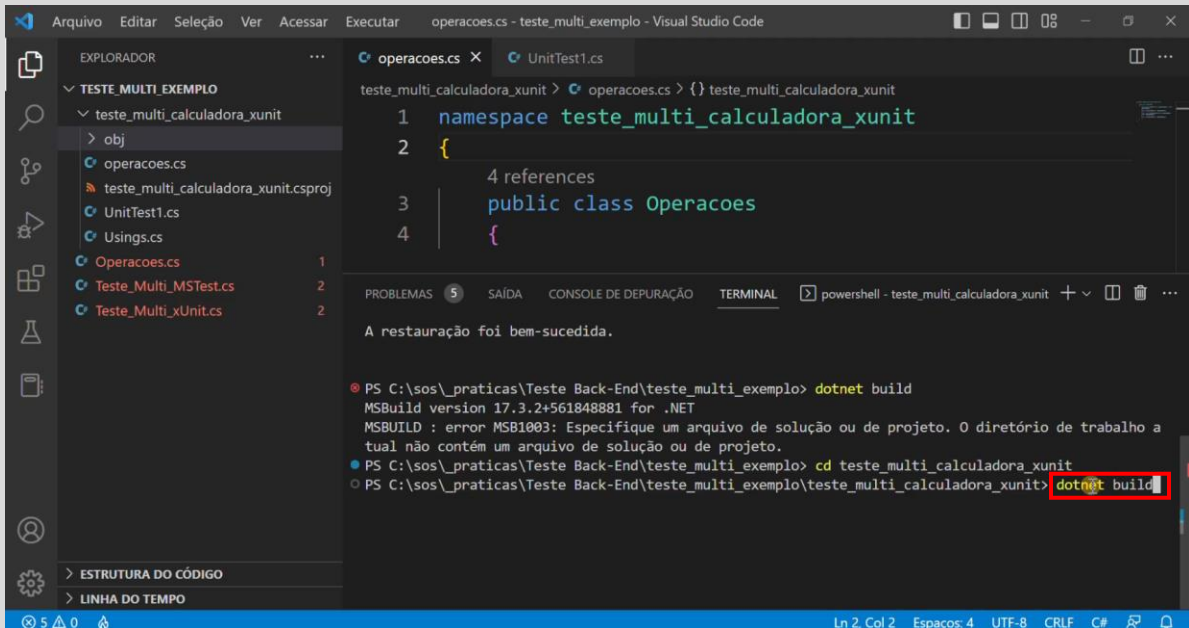 Arquivo Editar Seleção Ver Acessar Executar operacoes.cs - teste_multi_exemplo - Visual Studio Code
EXPLORADOR
TESTE_MULTI_EXEMPLO
teste_multi_calculadora_xunit
obj
operacoes.cs
teste_multi_calculadora_xunit.csproj
UnitTest1.cs
Usings.cs
Operacoes.cs 1
Teste_Multi_MSTest.cs 2
Teste_Multi_xUnit.cs 2
ESTRUTURA DO CÓDIGO
LINHA DO TEMPO
operacoes.cs UnitTest1.cs
teste_multi_calculadora_xunit > operacoes.cs > {} teste_multi_calculadora_xunit
1 namespace teste_multi_calculadora_xunit
2 {
4 references
3 public class Operacoes
4 {
PROBLEMAS 5 SAÍDA CONSOLE DE DEPURAÇÃO TERMINAL powershell - teste_multi_calculadora_xunit
A restauração foi bem-sucedida.
PS C:\sos\_praticas\Teste Back-End\teste_multi_exemplo> dotnet build
MSBuild version 17.3.2+561848881 for .NET
MSBUILD : error MSB1003: Especifique um arquivo de solução ou de projeto. O diretório de trabalho a
tual não contém um arquivo de solução ou de projeto.
PS C:\sos\_praticas\Teste Back-End\teste_multi_exemplo> cd teste_multi_calculadora_xunit
PS C:\sos\_praticas\Teste Back-End\teste_multi_exemplo\teste_multi_calculadora_xunit> dotnet build
5 0 Ln 2, Col 2 Espaços: 4 UTF-8 CRLF C#